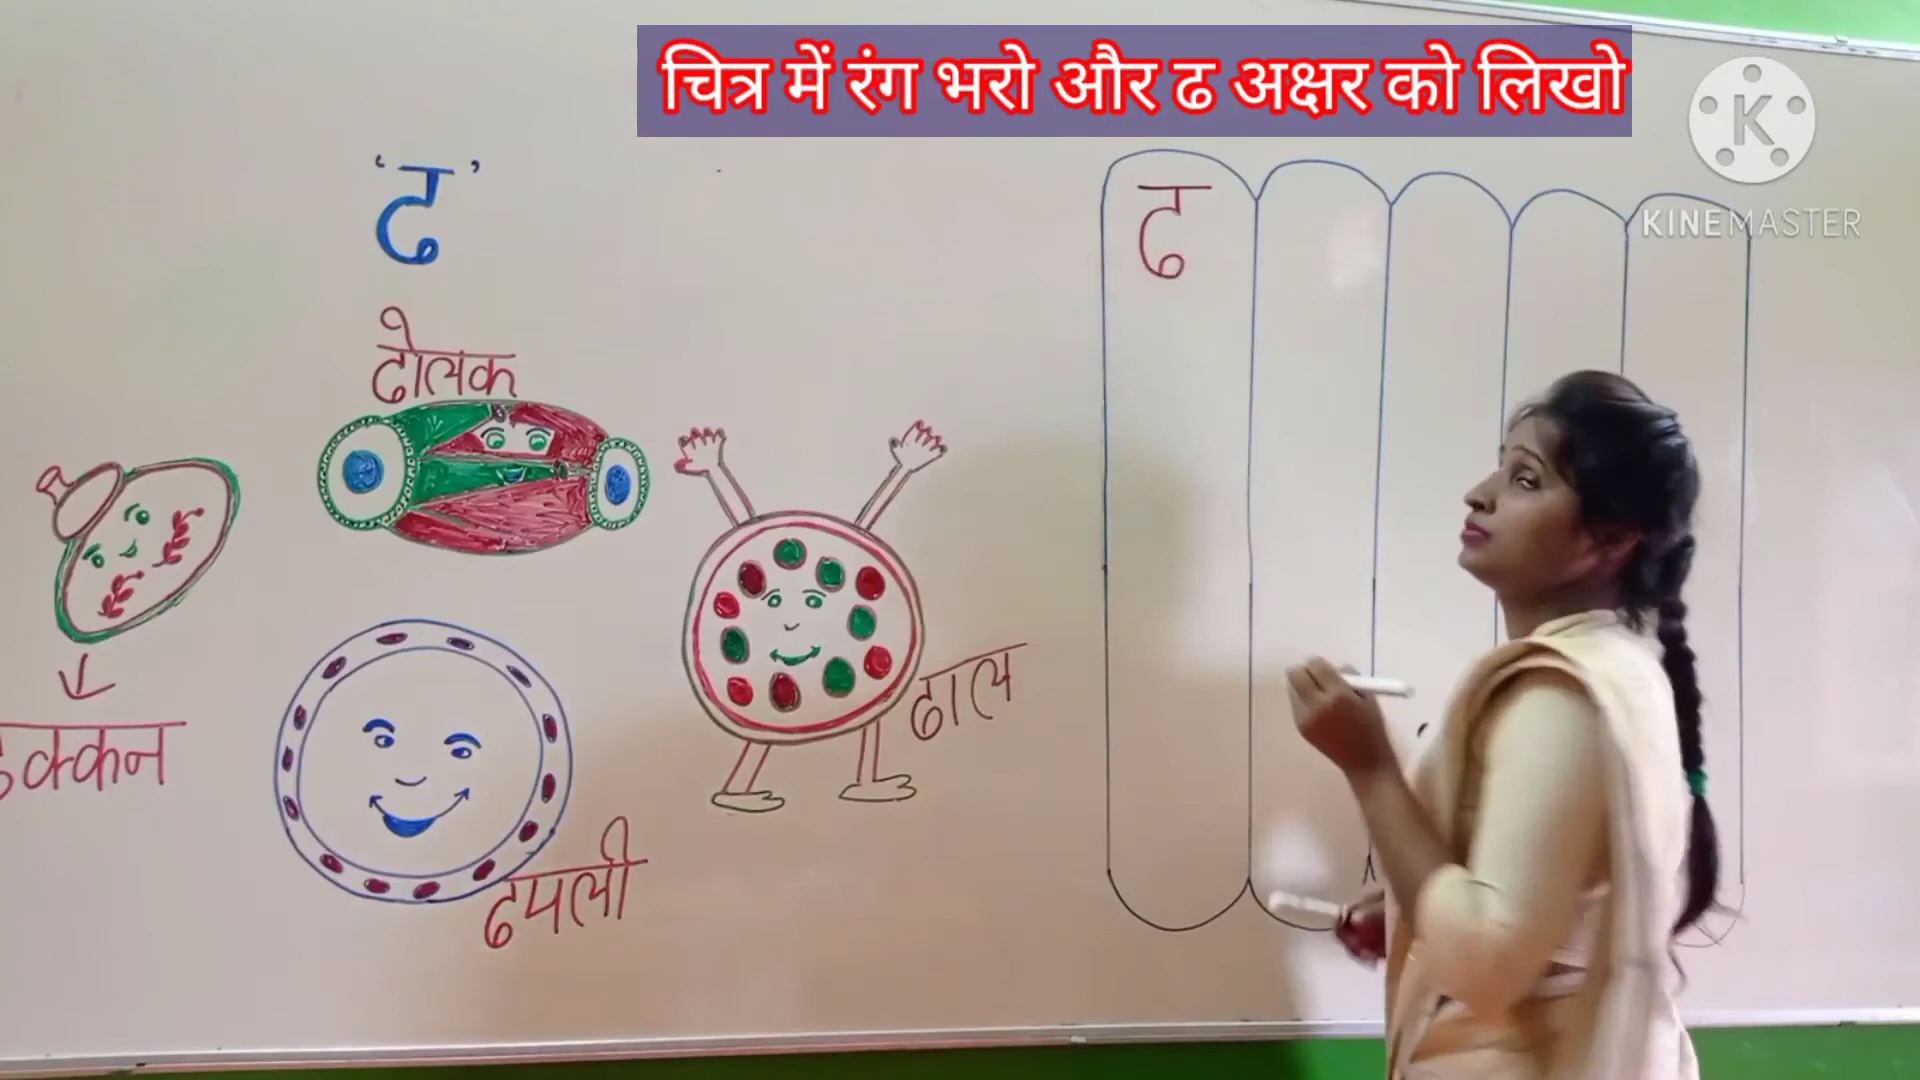 चित्र में रंग भरो और ढ अक्षर को लिखो
K
KINEMASTER
'ढ'
ढ
ढोलक
ढाल
ढक्कन
ढपली